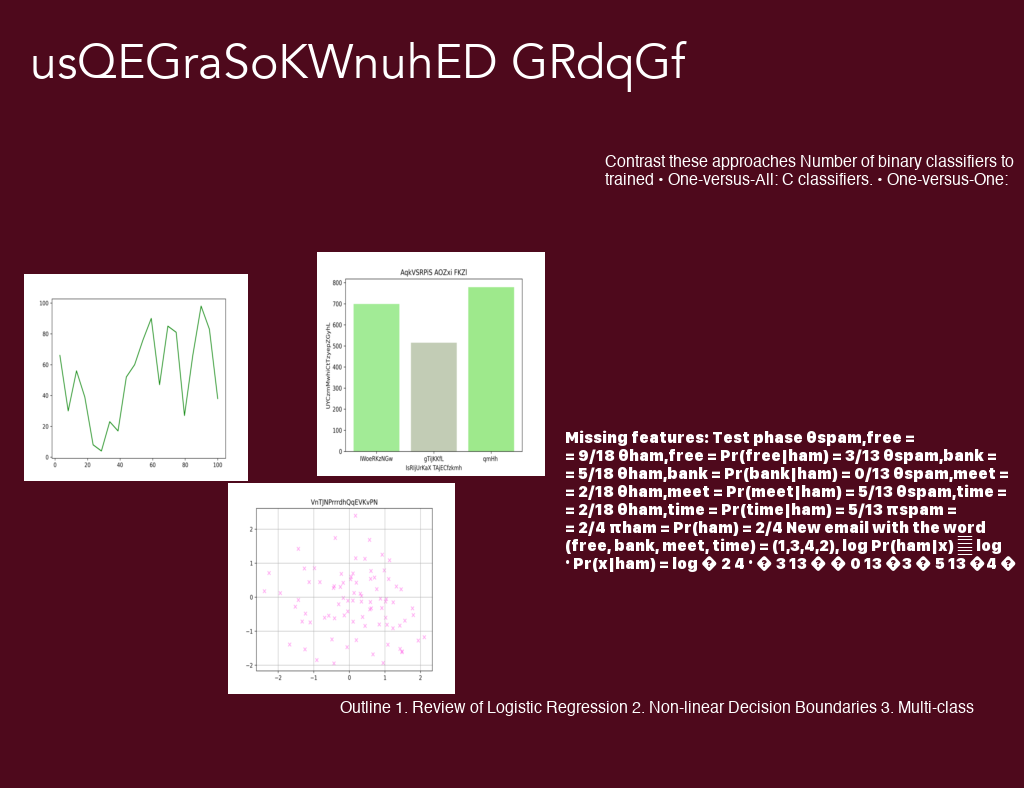 usQEGraSoKWnuhED GRdqGf
Contrast these approaches Number of binary classifiers to
trained • One-versus-All: C classifiers. • One-versus-One:
100
80
60
40
20
0
0 20 40 60 80 100
AqkVSRPiS AOZxi FKZl
800
700
600
500
400
300
200
100
0
lWoeRKzNGw gTijKKfL qmHh
lsRijUrKaX TAjECfzkmh
Missing features: Test phase θspam,free =
= 9/18 θham,free = Pr(free|ham) = 3/13 θspam,bank =
= 5/18 θham,bank = Pr(bank|ham) = 0/13 θspam,meet =
= 2/18 θham,meet = Pr(meet|ham) = 5/13 θspam,time =
= 2/18 θham,time = Pr(time|ham) = 5/13 πspam =
= 2/4 πham = Pr(ham) = 2/4 New email with the word
(free, bank, meet, time) = (1,3,4,2), log Pr(ham|x) log
· Pr(x|ham) = log � 2 4 · � 3 13 � � 0 13 �3 � 5 13 �4 �
VnTJNPrrrdhQqEVKvPN
2
1
0
−1
−2
−2 −1 0 1 2
Outline 1. Review of Logistic Regression 2. Non-linear Decision Boundaries 3. Multi-class